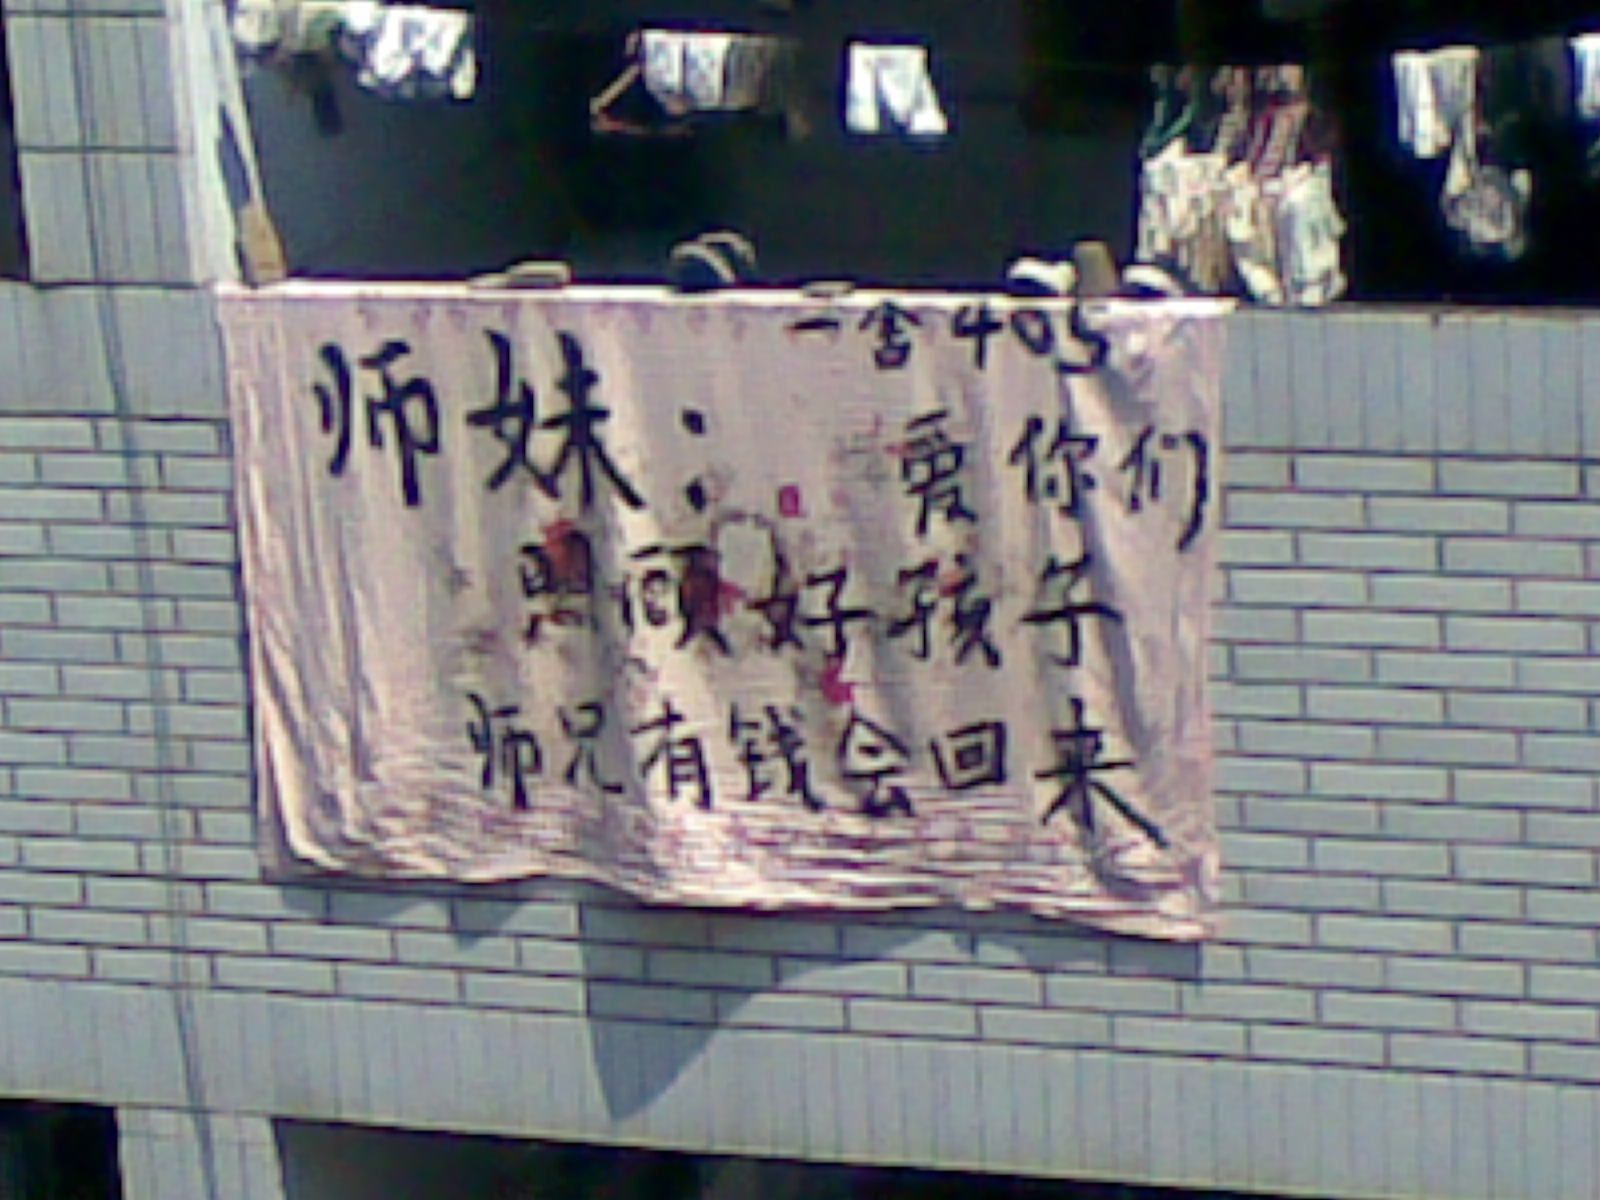 一舍405
师妹：
爱你们
照顾好孩子
师兄有钱会回来